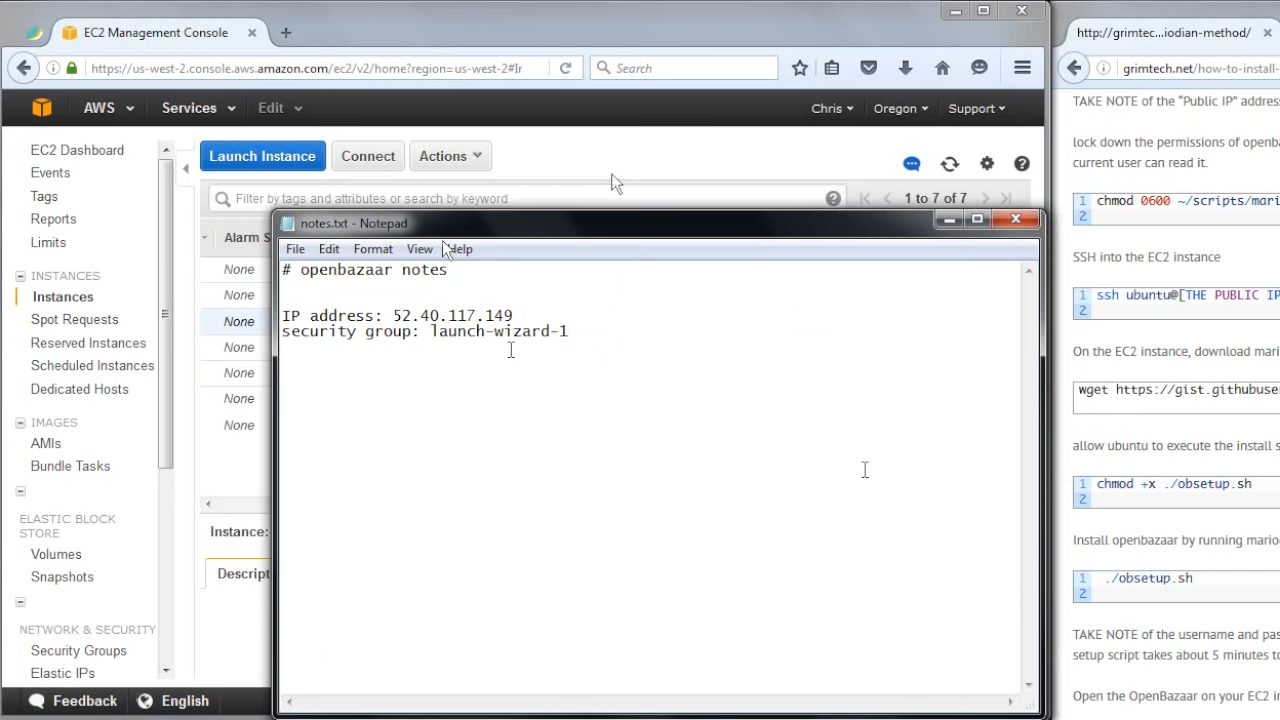 EC2 Management Console
http://grimtec...iodian-method/
https://us-west-2.console.aws.amazon.com/ec2/v2/home?region=us-west-2#Ir
Search
grimtech.net/how-to-install-
AWS
Services
Edit
Chris
Oregon
Support
EC2 Dashboard
Events
Tags
Reports
Limits
INSTANCES
Instances
Spot Requests
Reserved Instances
Scheduled Instances
Dedicated Hosts
IMAGES
AMIs
Bundle Tasks
ELASTIC BLOCK
STORE
Volumes
Snapshots
NETWORK & SECURITY
Security Groups
Elastic IPs
Feedback
English
Launch Instance
Connect
Actions
Filter by tags and attributes or search by keyword
1 to 7 of 7
Alarm S
None
None
None
None
None
None
None
Instance:
Descript
notes.txt - Notepad
File
Edit
Format
View
Help
# openbazaar notes
IP address: 52.40.117.149
security group: launch-wizard-1
TAKE NOTE of the "Public IP" address
lock down the permissions of openba
current user can read it.
1 chmod 0600 ~/scripts/mari
2
SSH into the EC2 instance
1 ssh ubuntu@[THE PUBLIC IP
2
On the EC2 instance, download mari
wget https://gist.githubuse
allow ubuntu to execute the install s
1 chmod +x ./obsetup.sh
2
Install openbazaar by running mario
1 ./obsetup.sh
2
TAKE NOTE of the username and pas
setup script takes about 5 minutes to
Open the OpenBazaar on your EC2 in